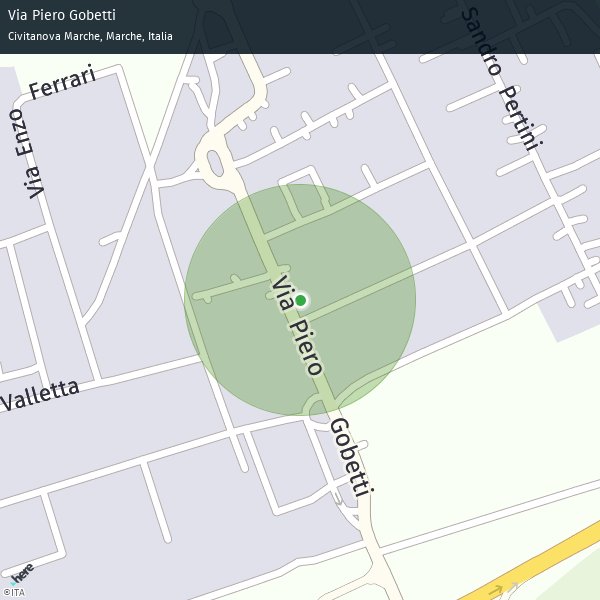 Via Piero Gobetti
Civitanova Marche, Marche, Italia
Via Enzo Ferrari
Sandro Pertini
Via Piero Gobetti
Valletta
here
©ITA